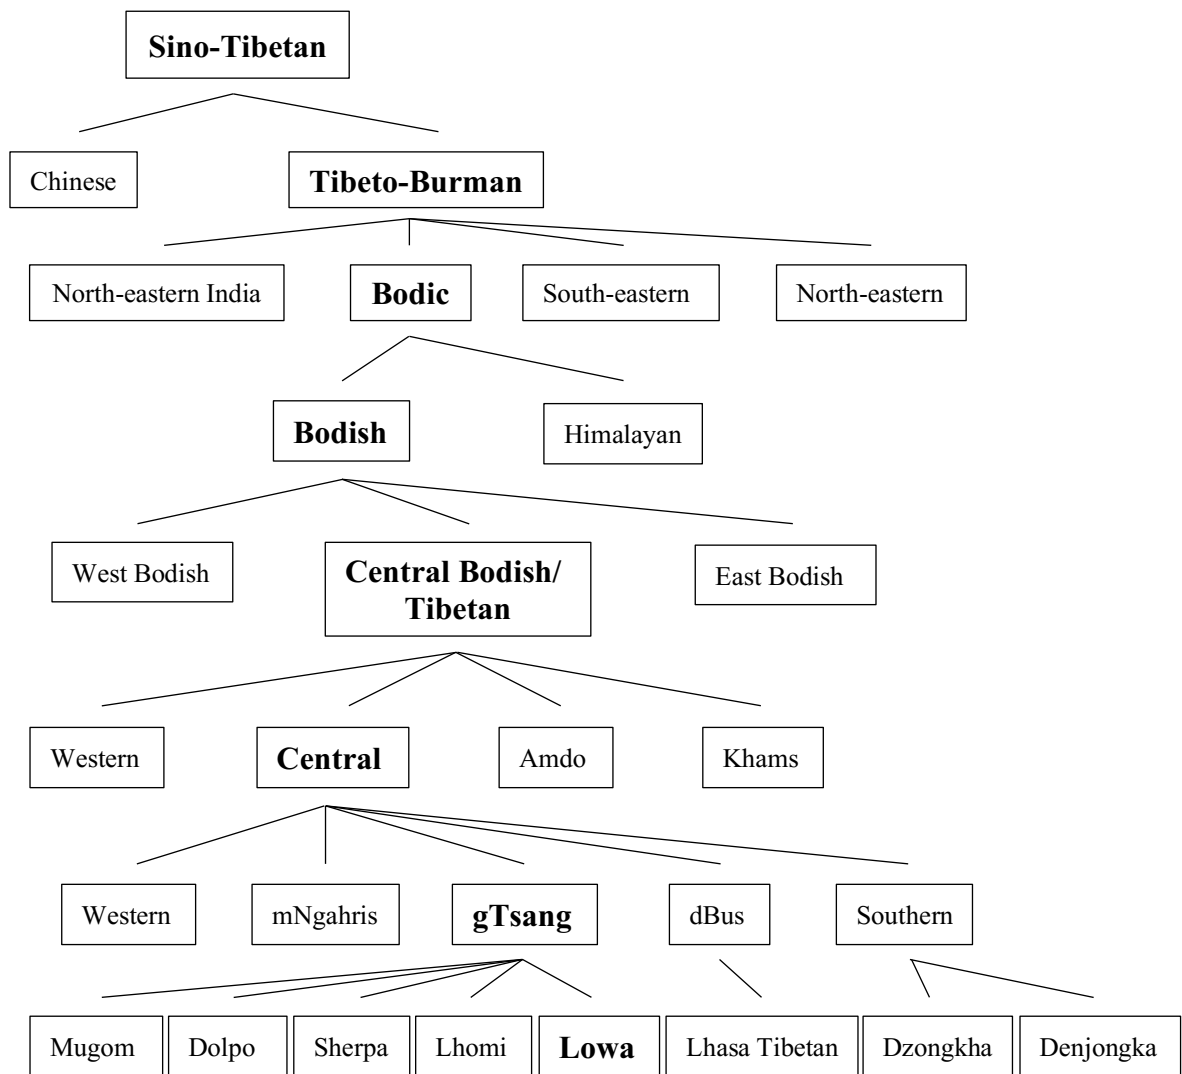 Sino-Tibetan
Chinese
Tibeto-Burman
North-eastern India
Bodic
South-eastern
North-eastern
Bodish
Himalayan
West Bodish
Central Bodish/
Tibetan
East Bodish
Western
Central
Amdo
Khams
Western
mNgahris
gTsang
dBus
Southern
Mugom
Dolpo
Sherpa
Lhomi
Lowa
Lhasa Tibetan
Dzongkha
Denjongka